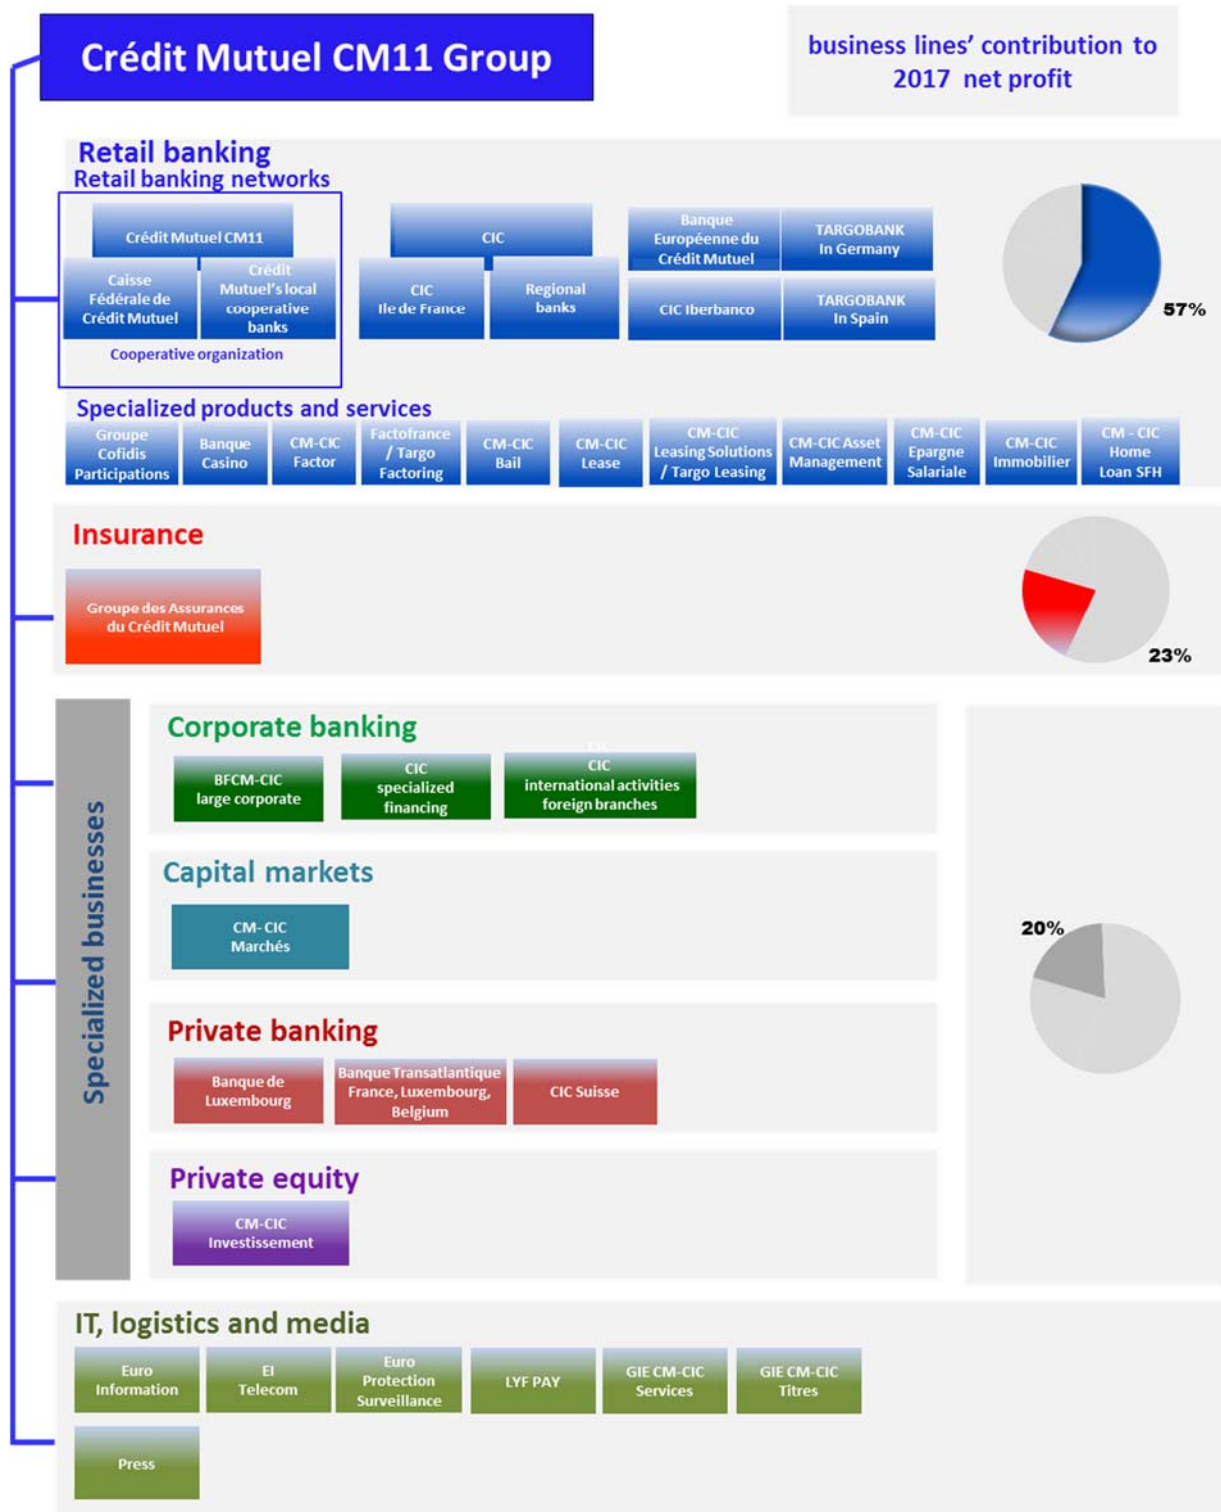 Crédit Mutuel CM11 Group
business lines' contribution to
2017 net profit
Retail banking
Retail banking networks
Crédit Mutuel CM11
Caisse
Fédérale de
Crédit Mutuel
Crédit
Mutuel's local
cooperative
banks
Cooperative organization
CIC
CIC
Ile de France
Regional
banks
Banque
Européenne du
Crédit Mutuel
TARGOBANK
In Germany
CIC Iberbanco
TARGOBANK
In Spain
57%
Specialized products and services
Groupe
Cofidis
Participations
Banque
Casino
CM-CIC
Factor
Factofrance
/ Targo
Factoring
CM-CIC
Bail
CM-CIC
Lease
CM-CIC
Leasing Solutions
/ Targo Leasing
CM-CIC Asset
Management
CM-CIC
Epargne
Salariale
CM-CIC
Immobilier
CM - CIC
Home
Loan SFH
Insurance
Groupe des Assurances
du Crédit Mutuel
23%
Specialized businesses
Corporate banking
BFCM-CIC
large corporate
CIC
specialized
financing
CIC
CIC
international activities
foreign branches
Capital markets
CM- CIC
Marchés
20%
Private banking
Banque de
Luxembourg
Banque Transatlantique
France, Luxembourg,
Belgium
CIC Suisse
Private equity
CM-CIC
Investissement
IT, logistics and media
Euro
Information
EI
Telecom
Euro
Protection
Surveillance
LYF PAY
GIE CM-CIC
Services
GIE CM-CIC
Titres
Press